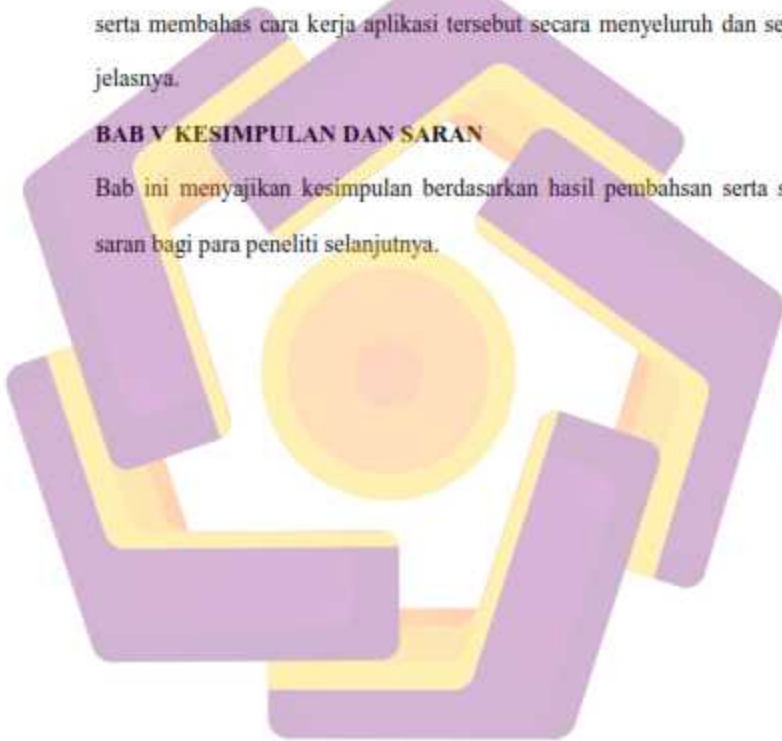 serta membahas cara kerja aplikasi tersebut secara menyeluruh dan se
jelasnya.
BAB V KESIMPULAN DAN SARAN
Bab ini menyajikan kesimpulan berdasarkan hasil pembahsan serta s
saran bagi para peneliti selanjutnya.